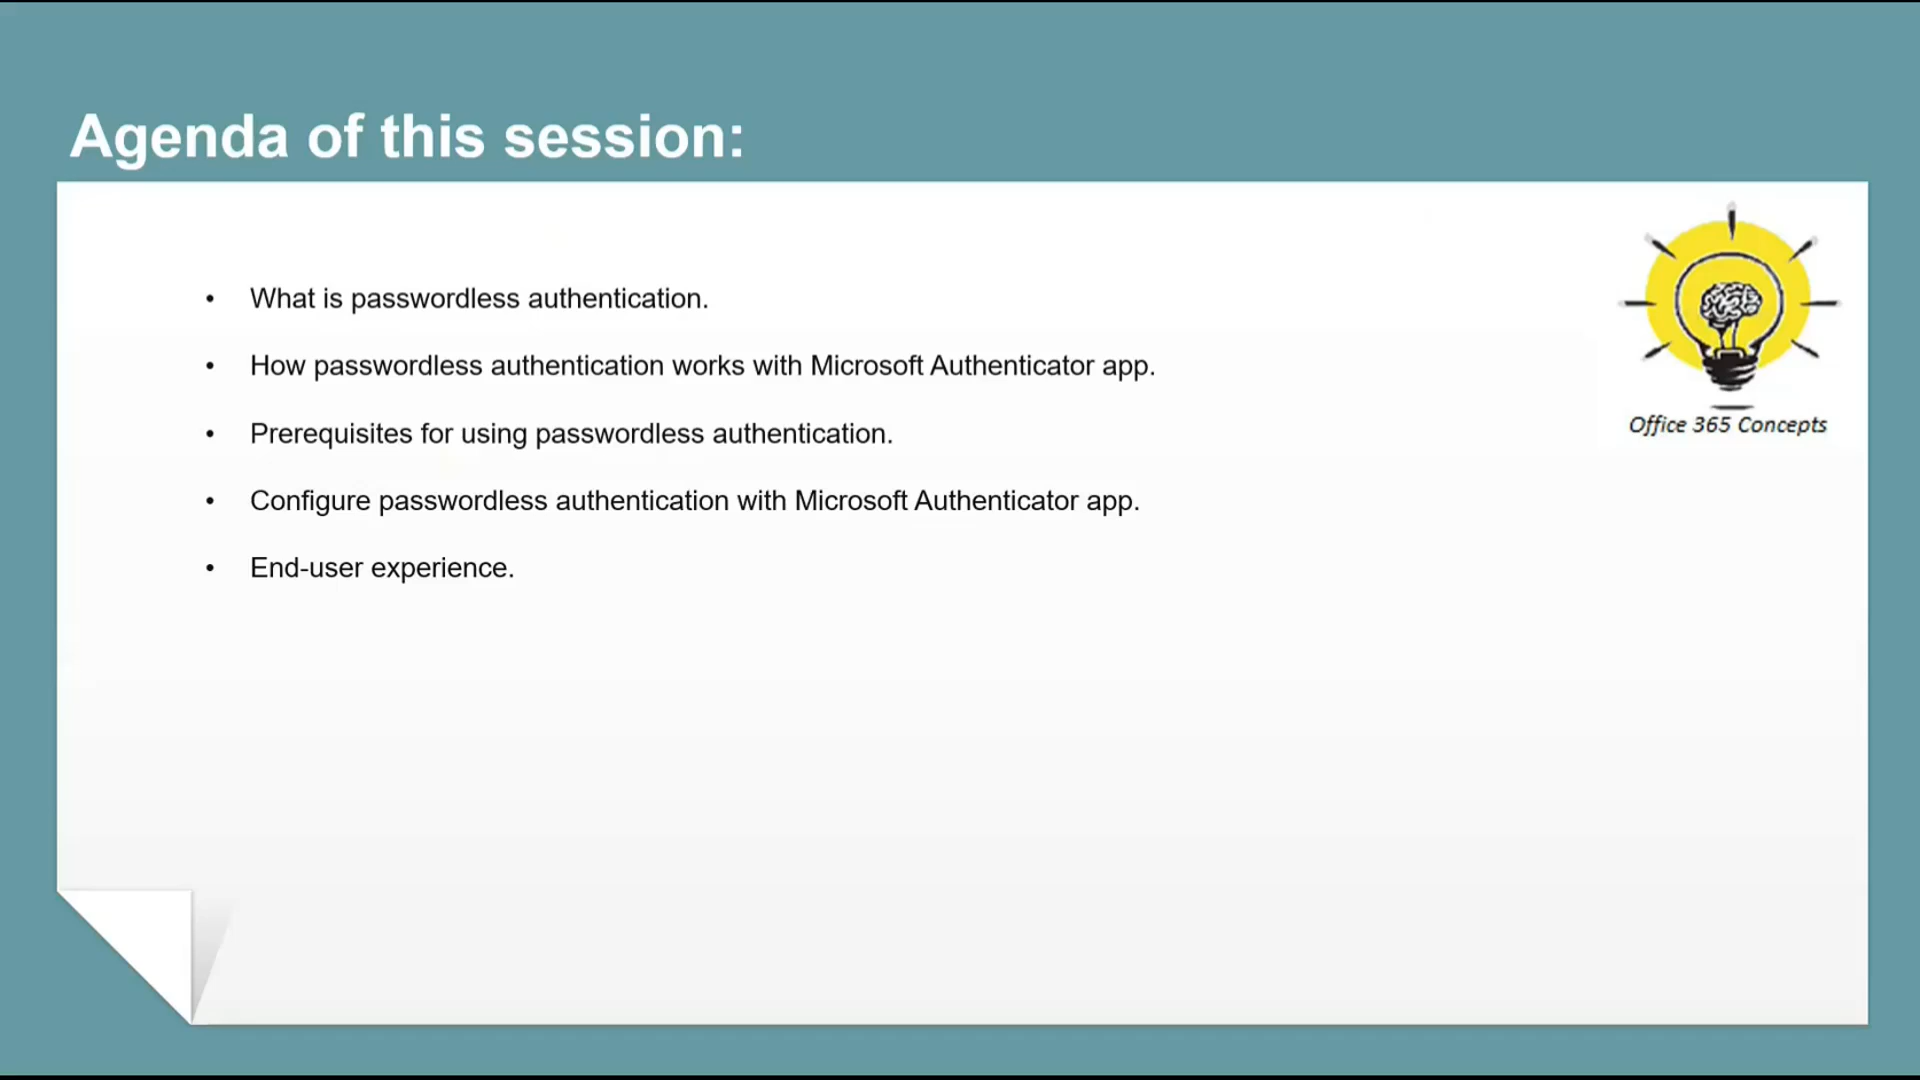 Agenda of this session:
• What is passwordless authentication.
• How passwordless authentication works with Microsoft Authenticator app.
• Prerequisites for using passwordless authentication.
• Configure passwordless authentication with Microsoft Authenticator app.
• End-user experience.
Office 365 Concepts